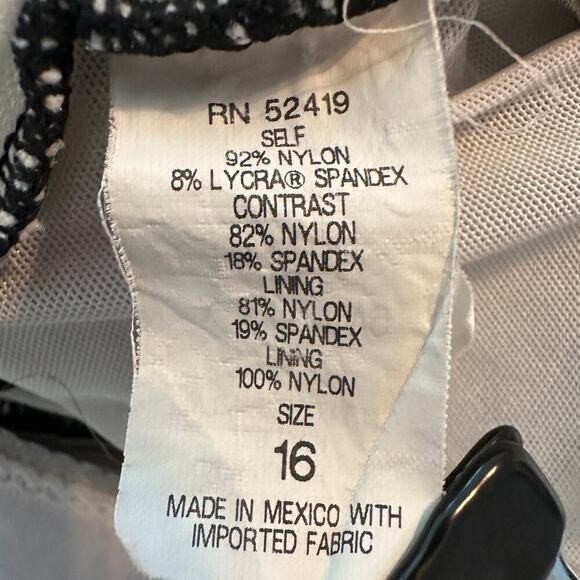 RN 52419
SELF
92% NYLON
8% LYCRA® SPANDEX
CONTRAST
82% NYLON
18% SPANDEX
LINING
81% NYLON
19% SPANDEX
LINING
100% NYLON
SIZE
16
MADE IN MEXICO WITH
IMPORTED FABRIC